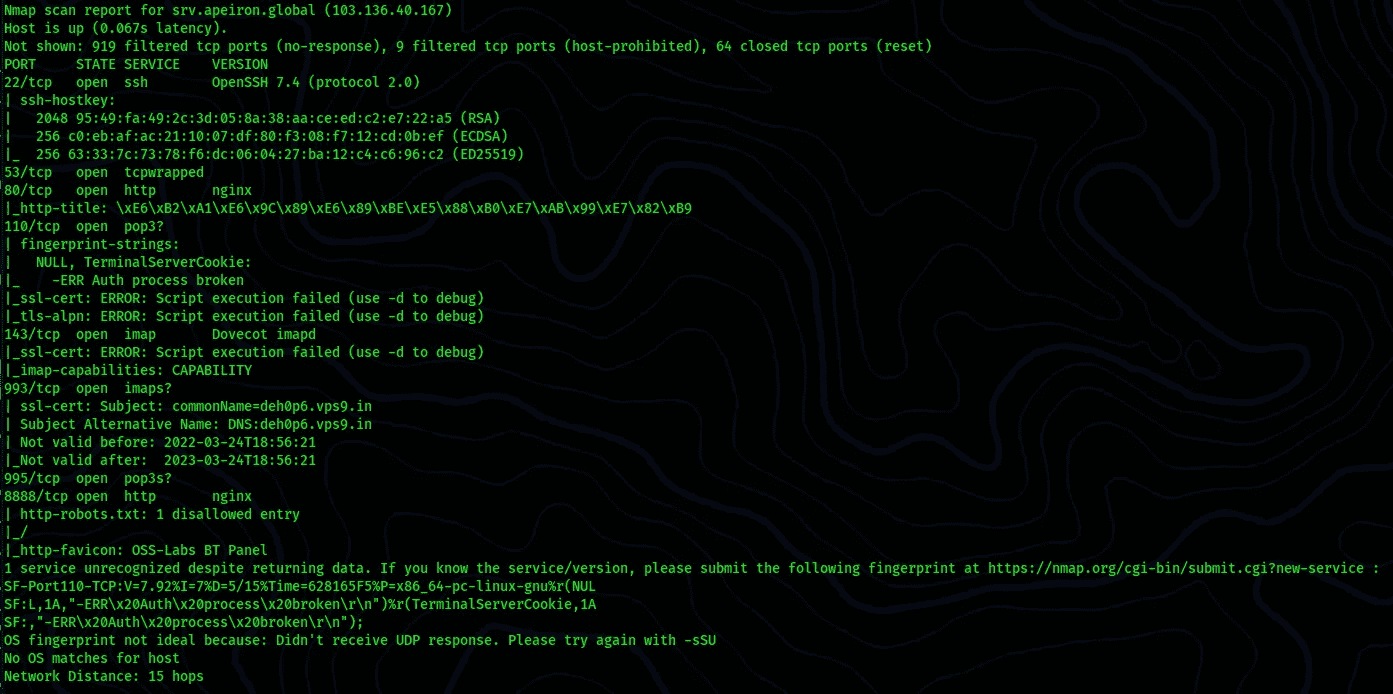 Nmap scan report for srv.apeiron.global (103.136.40.167)
Host is up (0.067s latency).
Not shown: 919 filtered tcp ports (no-response), 9 filtered tcp ports (host-prohibited), 64 closed tcp ports (reset)
PORT     STATE SERVICE    VERSION
22/tcp   open  ssh        OpenSSH 7.4 (protocol 2.0)
| ssh-hostkey:
|   2048 95:49:fa:49:2c:3d:05:8a:38:aa:ce:ed:c2:e7:22:a5 (RSA)
|   256 c0:eb:af:ac:21:10:07:df:80:f3:08:f7:12:cd:0b:ef (ECDSA)
|_  256 63:33:7c:73:78:f6:dc:06:04:27:ba:12:c4:c6:96:c2 (ED25519)
53/tcp   open  tcpwrapped
80/tcp   open  http       nginx
|_http-title: \xE6\xB2\xA1\xE6\x9C\x89\xE6\x89\xBE\xE5\x88\xB0\xE7\xAB\x99\xE7\x82\xB9
110/tcp  open  pop3?
| fingerprint-strings:
|   NULL, TerminalServerCookie:
|_    -ERR Auth process broken
|_ssl-cert: ERROR: Script execution failed (use -d to debug)
|_tls-alpn: ERROR: Script execution failed (use -d to debug)
143/tcp  open  imap       Dovecot imapd
|_ssl-cert: ERROR: Script execution failed (use -d to debug)
|_imap-capabilities: CAPABILITY
993/tcp  open  imaps?
| ssl-cert: Subject: commonName=deh0p6.vps9.in
| Subject Alternative Name: DNS:deh0p6.vps9.in
| Not valid before: 2022-03-24T18:56:21
|_Not valid after:  2023-03-24T18:56:21
995/tcp  open  pop3s?
8888/tcp open  http       nginx
| http-robots.txt: 1 disallowed entry
|_/
|_http-favicon: OSS-Labs BT Panel
1 service unrecognized despite returning data. If you know the service/version, please submit the following fingerprint at https://nmap.org/cgi-bin/submit.cgi?new-service :
SF-Port110-TCP:V=7.92%I=7%D=5/15%Time=628165F5%P=x86_64-pc-linux-gnu%r(NUL
SF:L,1A,"-ERR\x20Auth\x20process\x20broken\r\n")%r(TerminalServerCookie,1A
SF:,"-ERR\x20Auth\x20process\x20broken\r\n");
OS fingerprint not ideal because: Didn't receive UDP response. Please try again with -sSU
No OS matches for host
Network Distance: 15 hops